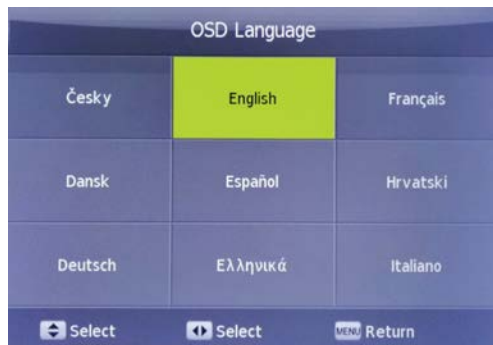 OSD Language
Česky English Français
Dansk Español Hrvatski
Deutsch Ελληνικά Italiano
Select Select MENU Return